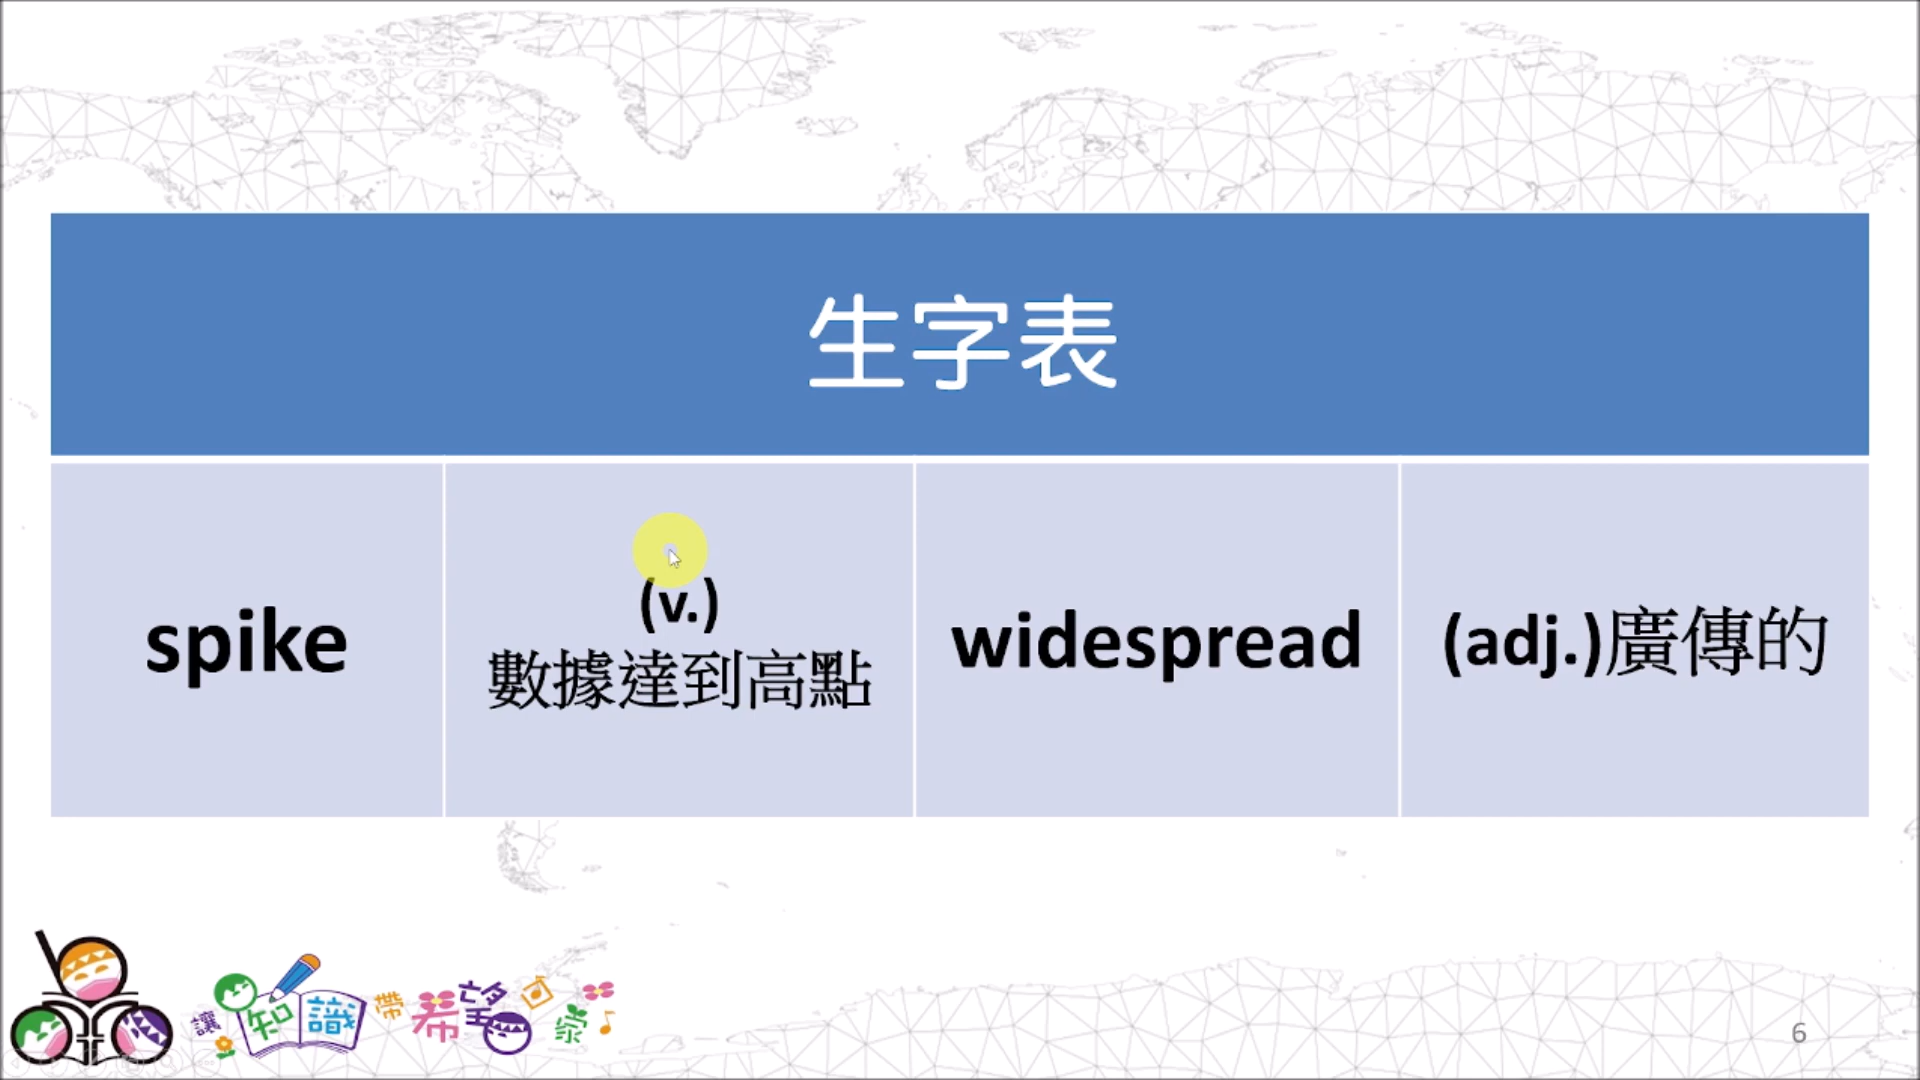 生字表
spike
(v.)
數據達到高點
widespread
(adj.)廣傳的
讓知識帶希望回家
6